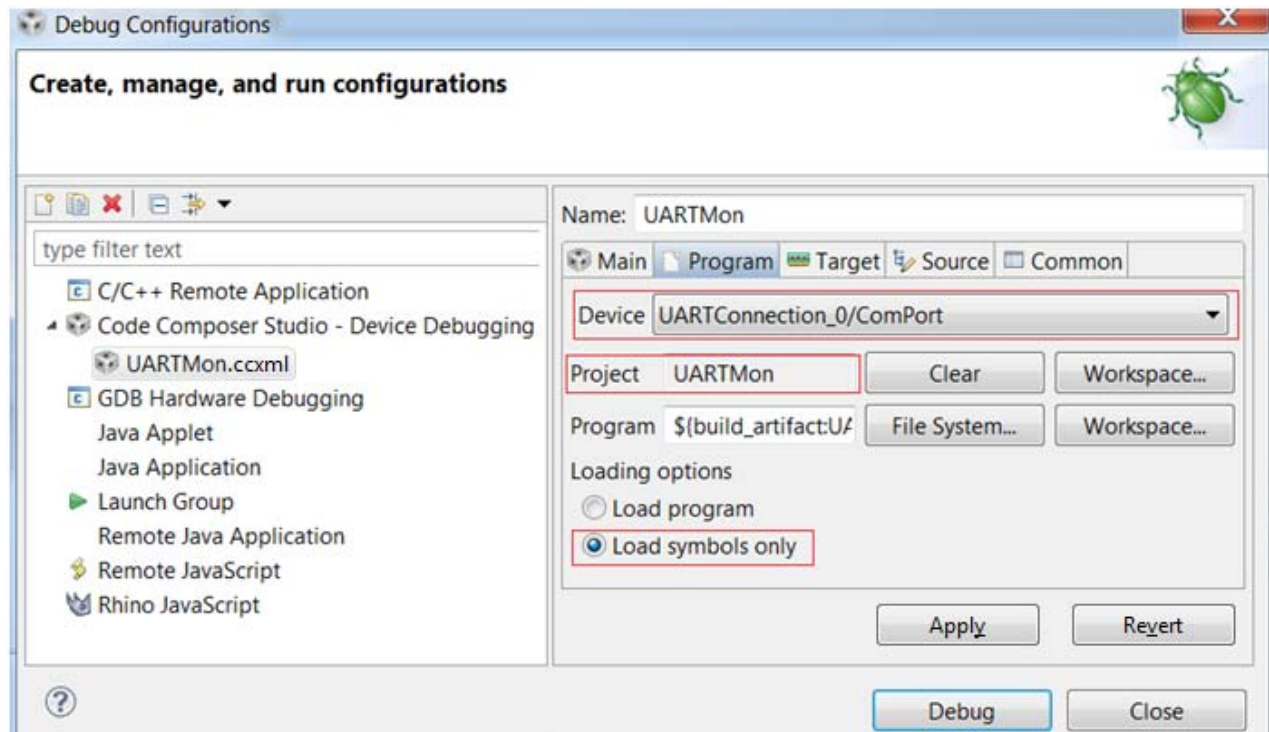 Debug Configurations
X
Create, manage, and run configurations
type filter text
C/C++ Remote Application
Code Composer Studio - Device Debugging
UARTMon.ccxml
GDB Hardware Debugging
Java Applet
Java Application
Launch Group
Remote Java Application
Remote JavaScript
Rhino JavaScript
Name: UARTMon
Main Program Target Source Common
Device UARTConnection_0/ComPort
Project UARTMon Clear Workspace...
Program ${build_artifact:UA File System... Workspace...
Loading options
Load program
Load symbols only
Apply Revert
? Debug Close